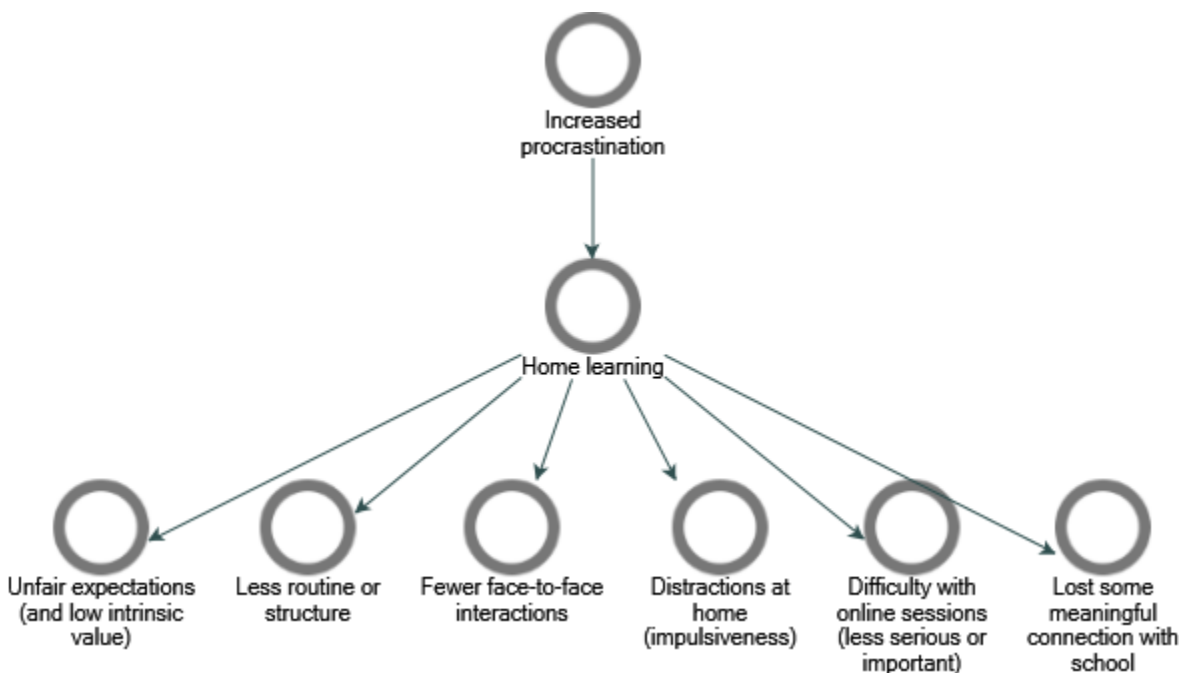 Increased
procrastination
Home learning
Unfair expectations
(and low intrinsic
value)
Less routine or
structure
Fewer face-to-face
interactions
Distractions at
home
(impulsiveness)
Difficulty with
online sessions
(less serious or
important)
Lost some
meaningful
connection with
school